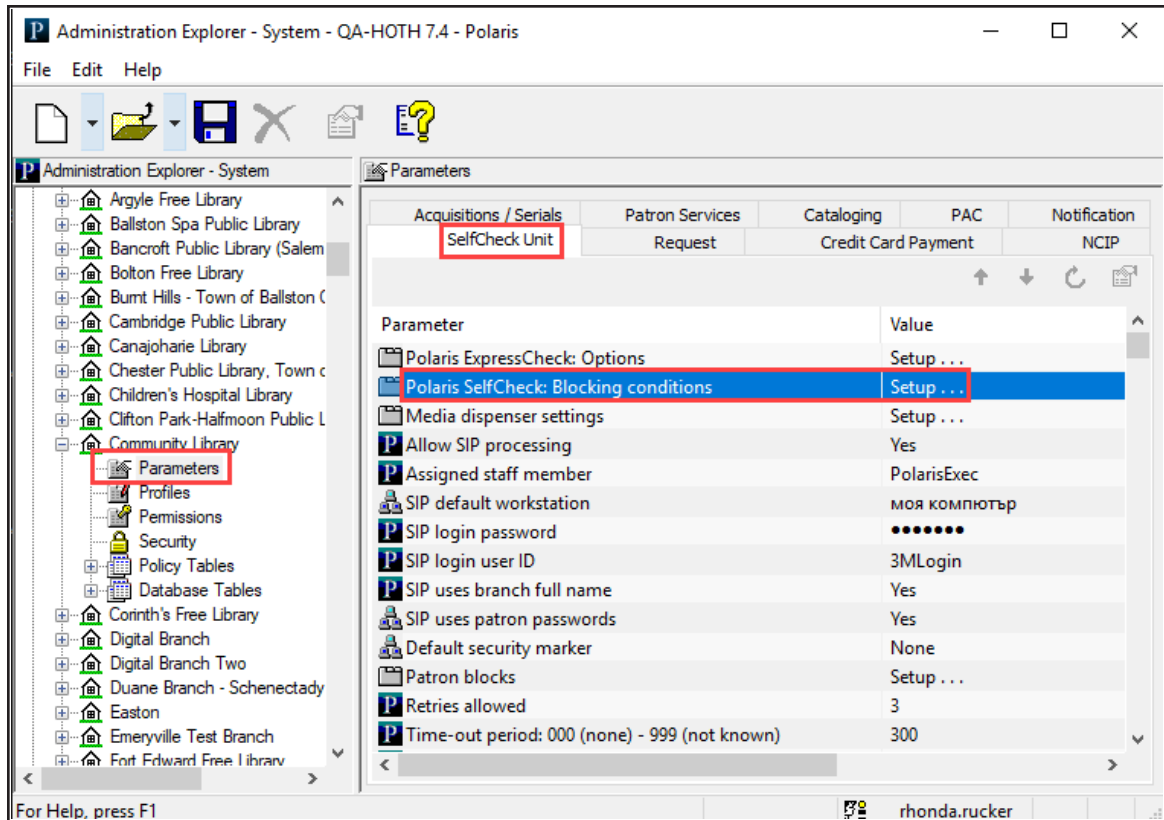 Administration Explorer - System - QA-HOTH 7.4 - Polaris
File Edit Help
Administration Explorer - System
Argyle Free Library
Ballston Spa Public Library
Bancroft Public Library (Salem
Bolton Free Library
Burnt Hills - Town of Ballston C
Cambridge Public Library
Canajoharie Library
Chester Public Library, Town o
Children's Hospital Library
Clifton Park-Halfmoon Public L
Community Library
Parameters
Profiles
Permissions
Security
Policy Tables
Database Tables
Corinth's Free Library
Digital Branch
Digital Branch Two
Duane Branch - Schenectady
Easton
Emeryville Test Branch
Fort Edward Free Library
Parameters
Acquisitions / Serials Patron Services Cataloging PAC Notification
SelfCheck Unit Request Credit Card Payment NCIP
Parameter Value
Polaris ExpressCheck: Options Setup . . .
Polaris SelfCheck: Blocking conditions Setup . . .
Media dispenser settings Setup . . .
Allow SIP processing Yes
Assigned staff member PolarisExec
SIP default workstation моя компютър
SIP login password ●●●●●●●
SIP login user ID 3MLogin
SIP uses branch full name Yes
SIP uses patron passwords Yes
Default security marker None
Patron blocks Setup . . .
Retries allowed 3
Time-out period: 000 (none) - 999 (not known) 300
For Help, press F1 rhonda.rucker